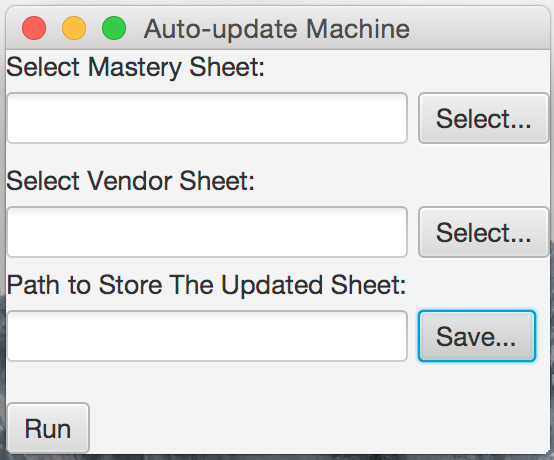 Auto-update Machine
Select Mastery Sheet:
Select...
Select Vendor Sheet:
Select...
Path to Store The Updated Sheet:
Save...
Run